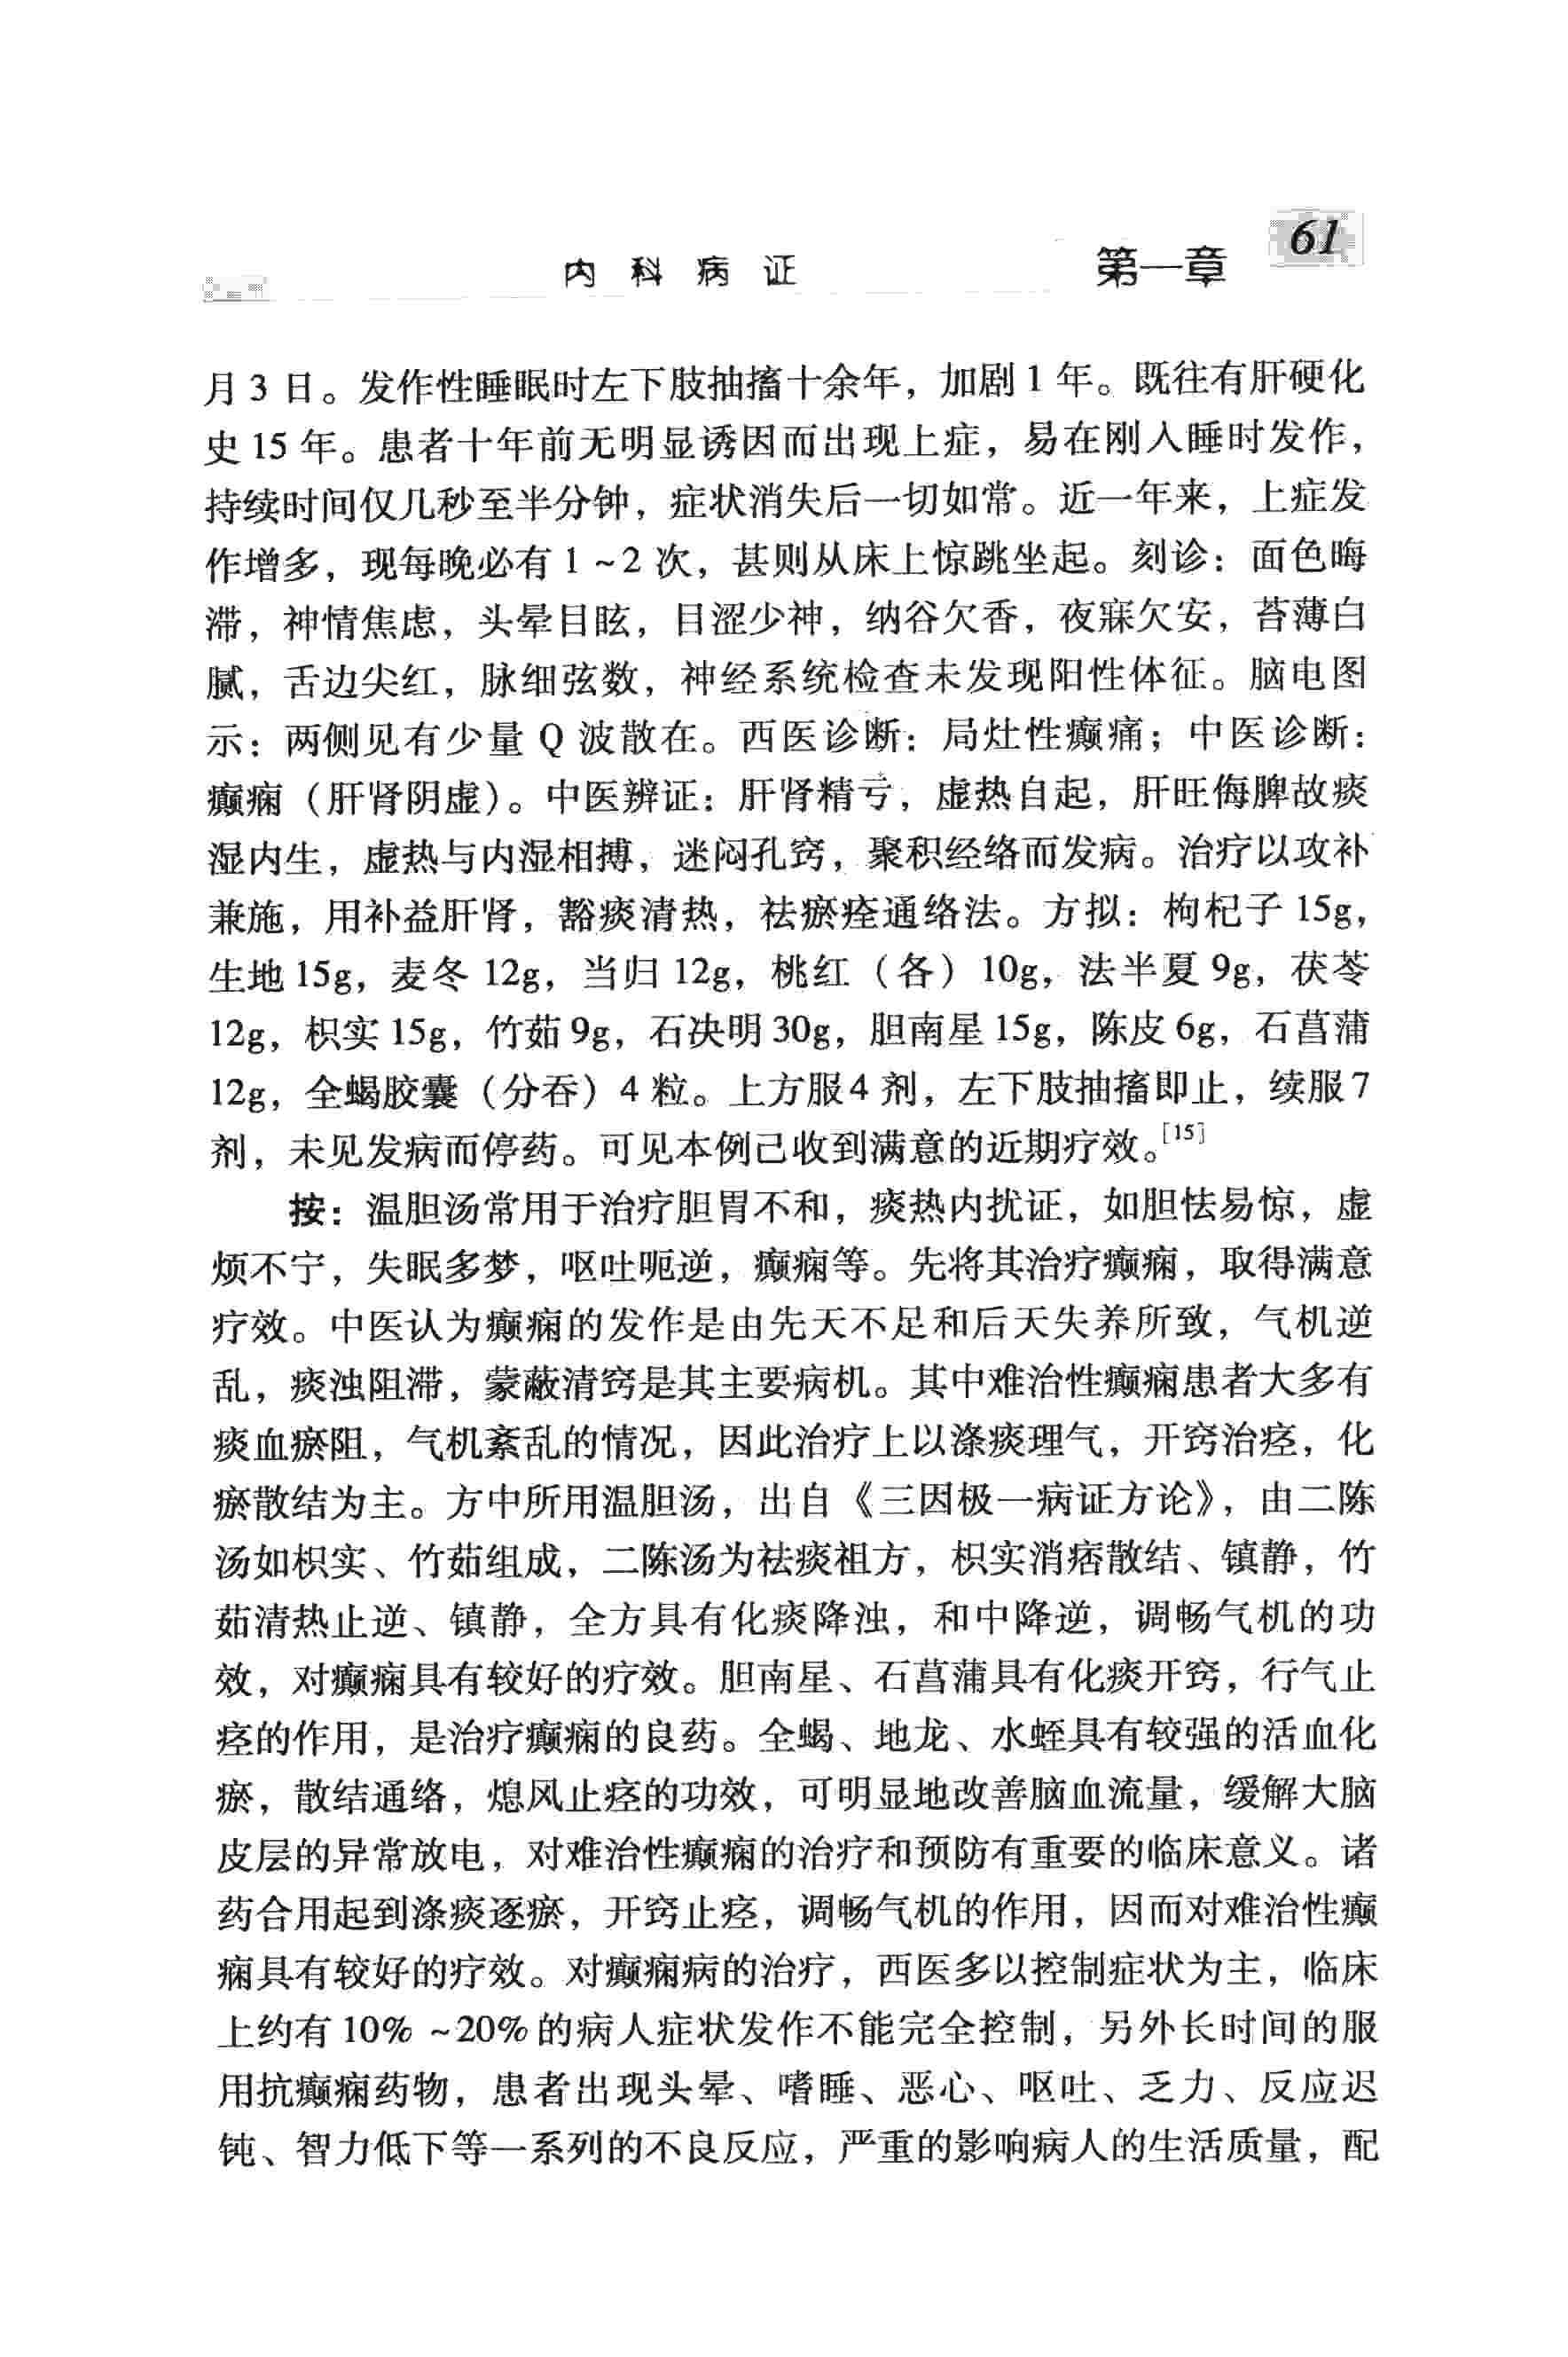 内科病证 第一章 61
月3日。发作性睡眠时左下肢抽搐十余年，加剧1年。既往有肝硬化
史15年。患者十年前无明显诱因而出现上症，易在刚入睡时发作，
持续时间仅几秒至半分钟，症状消失后一切如常。近一年来，上症发
作增多，现每晚必有1~2次，甚则从床上惊跳坐起。刻诊：面色晦
滞，神情焦虑，头晕目眩，目涩少神，纳谷欠香，夜寐欠安，苔薄白
腻，舌边尖红，脉细弦数，神经系统检查未发现阳性体征。脑电图
示：两侧见有少量Q波散在。西医诊断：局灶性癫痛；中医诊断：
癫痫（肝肾阴虚）。中医辨证：肝肾精亏，虚热自起，肝旺侮脾故痰
湿内生，虚热与内湿相搏，迷闷孔窍，聚积经络而发病。治疗以攻补
兼施，用补益肝肾，豁痰清热，祛瘀痊通络法。方拟：枸杞子15g，
生地15g，麦冬12g，当归12g，桃红（各）10g，法半夏9g，茯苓
12g，枳实15g，竹茹9g，石决明30g，胆南星15g，陈皮6g，石菖蒲
12g，全蝎胶囊（分吞）4粒。上方服4剂，左下肢抽搐即止，续服7
剂，未见发病而停药。可见本例己收到满意的近期疗效。[15]
按：温胆汤常用于治疗胆胃不和，痰热内扰证，如胆怯易惊，虚
烦不宁，失眠多梦，呕吐呃逆，癫痫等。先将其治疗癫痫，取得满意
疗效。中医认为癫痫的发作是由先天不足和后天失养所致，气机逆
乱，痰浊阻滞，蒙蔽清窍是其主要病机。其中难治性癫痫患者大多有
痰血瘀阻，气机紊乱的情况，因此治疗上以涤痰理气，开窍治痉，化
瘀散结为主。方中所用温胆汤，出自《三因极一病证方论》，由二陈
汤如枳实、竹茹组成，二陈汤为祛痰祖方，枳实消痞散结、镇静，竹
茹清热止逆、镇静，全方具有化痰降浊，和中降逆，调畅气机的功
效，对癫痫具有较好的疗效。胆南星、石菖蒲具有化痰开窍，行气止
痉的作用，是治疗癫痫的良药。全蝎、地龙、水蛭具有较强的活血化
瘀，散结通络，熄风止痉的功效，可明显地改善脑血流量，缓解大脑
皮层的异常放电，对难治性癫痫的治疗和预防有重要的临床意义。诸
药合用起到涤痰逐瘀，开窍止痉，调畅气机的作用，因而对难治性癫
痫具有较好的疗效。对癫痫病的治疗，西医多以控制症状为主，临床
上约有10%~20%的病人症状发作不能完全控制，另外长时间的服
用抗癫痫药物，患者出现头晕、嗜睡、恶心、呕吐、乏力、反应迟
钝、智力低下等一系列的不良反应，严重的影响病人的生活质量，配